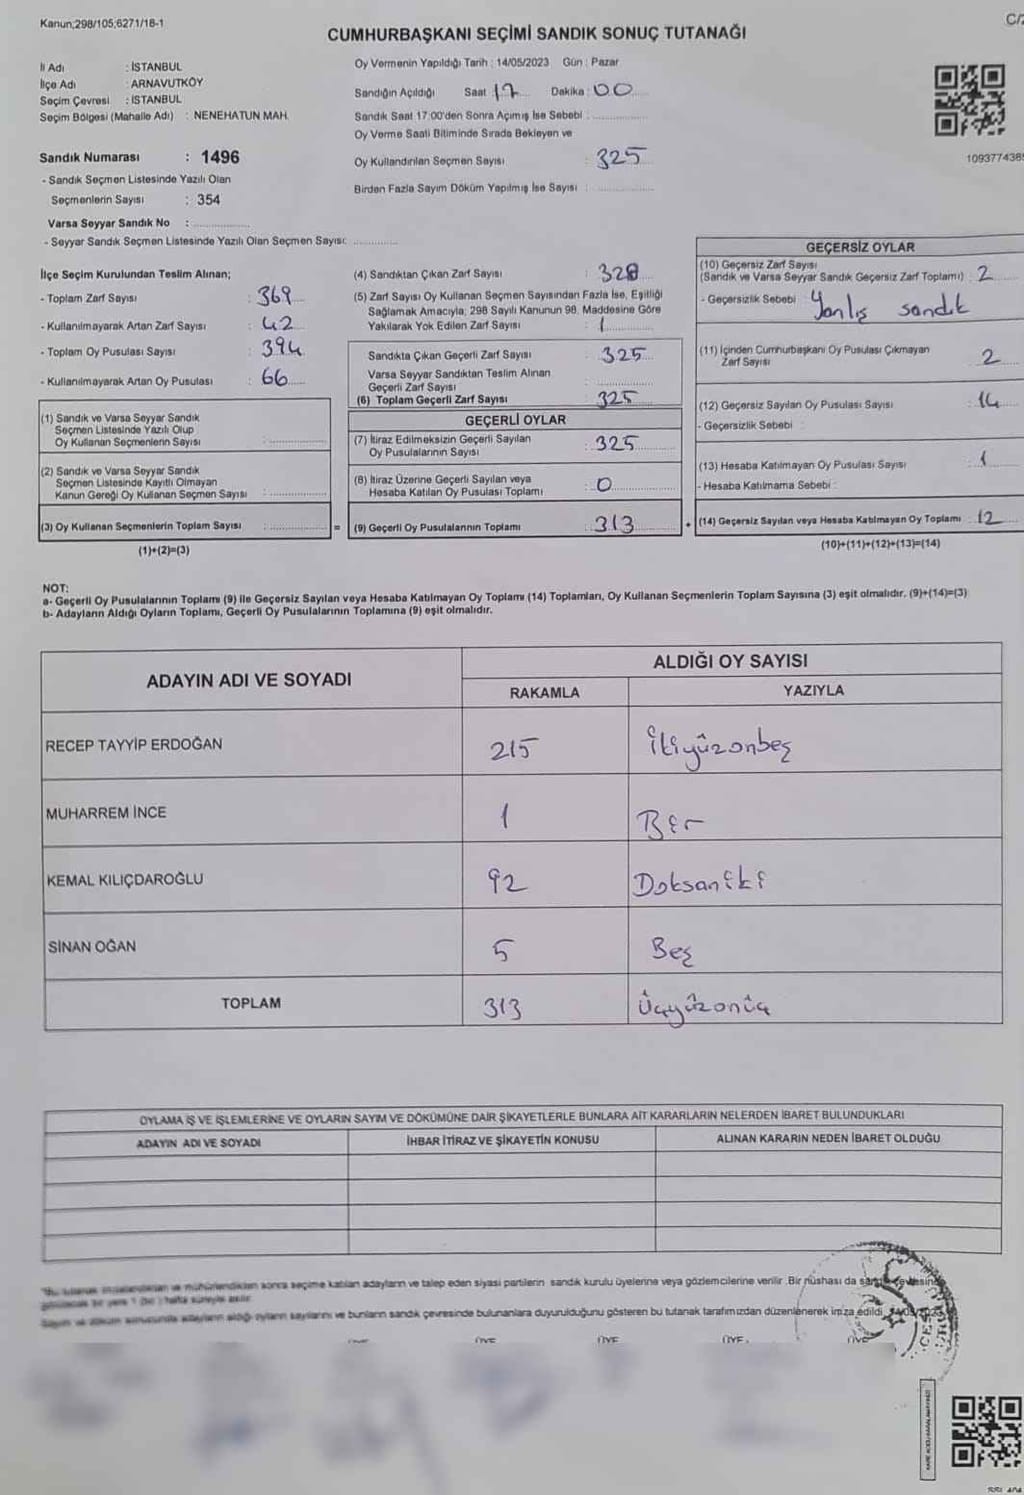 Kanun;298/105;6271/18-1
CUMHURBAŞKANI SEÇİMİ SANDIK SONUÇ TUTANAĞI
İl Adı : İSTANBUL
İlçe Adı : ARNAVUTKÖY
Seçim Çevresi : İSTANBUL
Seçim Bölgesi (Mahalle Adı) : NENEHATUN MAH.
Oy Vermenin Yapıldığı Tarih : 14/05/2023 Gün : Pazar
Sandığın Açıldığı Saat : 17 Dakika : 00
Sandık Saat 17:00'den Sonra Açımış İse Sebebi :
Oy Verme Saati Bitiminde Sırada Bekleyen ve
Oy Kullandırılan Seçmen Sayısı : 325
Birden Fazla Sayım Döküm Yapılmış İse Sayısı :
Sandık Numarası : 1496
- Sandık Seçmen Listesinde Yazılı Olan
Seçmenlerin Sayısı : 354
Varsa Seyyar Sandık No :
- Seyyar Sandık Seçmen Listesinde Yazılı Olan Seçmen Sayısı:
İlçe Seçim Kurulundan Teslim Alınan;
- Toplam Zarf Sayısı : 369
- Kullanılmayarak Artan Zarf Sayısı : 42
- Toplam Oy Pusulası Sayısı : 394
- Kullanılmayarak Artan Oy Pusulası : 66
(1) Sandık ve Varsa Seyyar Sandık
Seçmen Listesinde Yazılı Olup
Oy Kullanan Seçmenlerin Sayısı :
(2) Sandık ve Varsa Seyyar Sandık
Seçmen Listesinde Kayıtlı Olmayan
Kanun Gereği Oy Kullanan Seçmen Sayısı :
(3) Oy Kullanan Seçmenlerin Toplam Sayısı :
(1)+(2)=(3)
(4) Sandıktan Çıkan Zarf Sayısı : 328
(5) Zarf Sayısı Oy Kullanan Seçmen Sayısından Fazla İse, Eşitliği
Sağlamak Amacıyla; 298 Sayılı Kanunun 98. Maddesine Göre
Yakılarak Yok Edilen Zarf Sayısı : 1
Sandıkta Çıkan Geçerli Zarf Sayısı : 325
Varsa Seyyar Sandıktan Teslim Alınan
Geçerli Zarf Sayısı :
(6) Toplam Geçerli Zarf Sayısı : 325
GEÇERLİ OYLAR
(7) İtiraz Edilmeksizin Geçerli Sayılan
Oy Pusulalarının Sayısı : 325
(8) İtiraz Üzerine Geçerli Sayılan veya
Hesaba Katılan Oy Pusulası Toplamı : 0
= (9) Geçerli Oy Pusulalarının Toplamı : 313
GEÇERSİZ OYLAR
(10) Geçersiz Zarf Sayısı
(Sandık ve Varsa Seyyar Sandık Geçersiz Zarf Toplamı) : 2
- Geçersizlik Sebebi : Yanlış sandık
(11) İçinden Cumhurbaşkanı Oy Pusulası Çıkmayan
Zarf Sayısı : 2
(12) Geçersiz Sayılan Oy Pusulası Sayısı : 14
- Geçersizlik Sebebi :
(13) Hesaba Katılmayan Oy Pusulası Sayısı : 1
- Hesaba Katılmama Sebebi :
+ (14) Geçersiz Sayılan veya Hesaba Katılmayan Oy Toplamı : 12
(10)+(11)+(12)+(13)=(14)
NOT:
a- Geçerli Oy Pusulalarının Toplamı (9) ile Geçersiz Sayılan veya Hesaba Katılmayan Oy Toplamı (14) Toplamları, Oy Kullanan Seçmenlerin Toplam Sayısına (3) eşit olmalıdır. (9)+(14)=(3)
b- Adayların Aldığı Oyların Toplamı, Geçerli Oy Pusulalarının Toplamına (9) eşit olmalıdır.
ADAYIN ADI VE SOYADI ALDIĞI OY SAYISI
RAKAMLA YAZIYLA
RECEP TAYYİP ERDOĞAN 215 İkiyüzonbeş
MUHARREM İNCE 1 Bir
KEMAL KILIÇDAROĞLU 92 Doksaniki
SİNAN OĞAN 5 Beş
TOPLAM 313 Üçyüzonüç
OYLAMA İŞ VE İŞLEMLERİNE VE OYLARIN SAYIM VE DÖKÜMÜNE DAİR ŞİKAYETLERLE BUNLARA AİT KARARLARIN NELERDEN İBARET BULUNDUKLARI
ADAYIN ADI VE SOYADI İHBAR İTİRAZ VE ŞİKAYETİN KONUSU ALINAN KARARIN NEDEN İBARET OLDUĞU
sonra seçime katılan adayların ve talep eden siyasi partilerin sandık kurulu üyelerine veya gözlemcilerine verilir .Bir nüshası da sandık çevresinde
ve bunların sandık çevresinde bulunanlara duyurulduğunu gösteren bu tutanak tarafımızdan düzenlenerek imza edildi.
ÜYE ÜYE ÜYE ÜYE